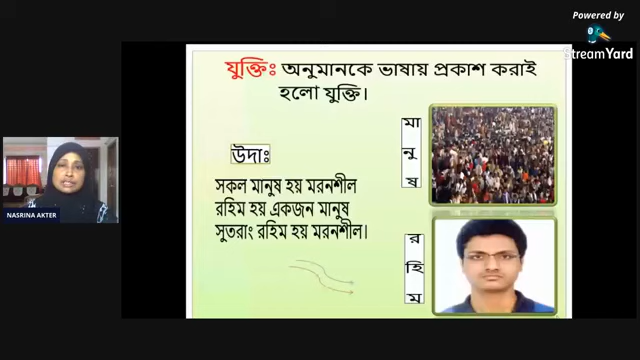 Powered by
StreamYard
যুক্তিঃ অনুমানকে ভাষায় প্রকাশ করাই
হলো যুক্তি।
উদাঃ
সকল মানুষ হয় মরনশীল
রহিম হয় একজন মানুষ
সুতরাং রহিম হয় মরনশীল।
মা
নু
ষ
র
হি
ম
NASRINA AKTER